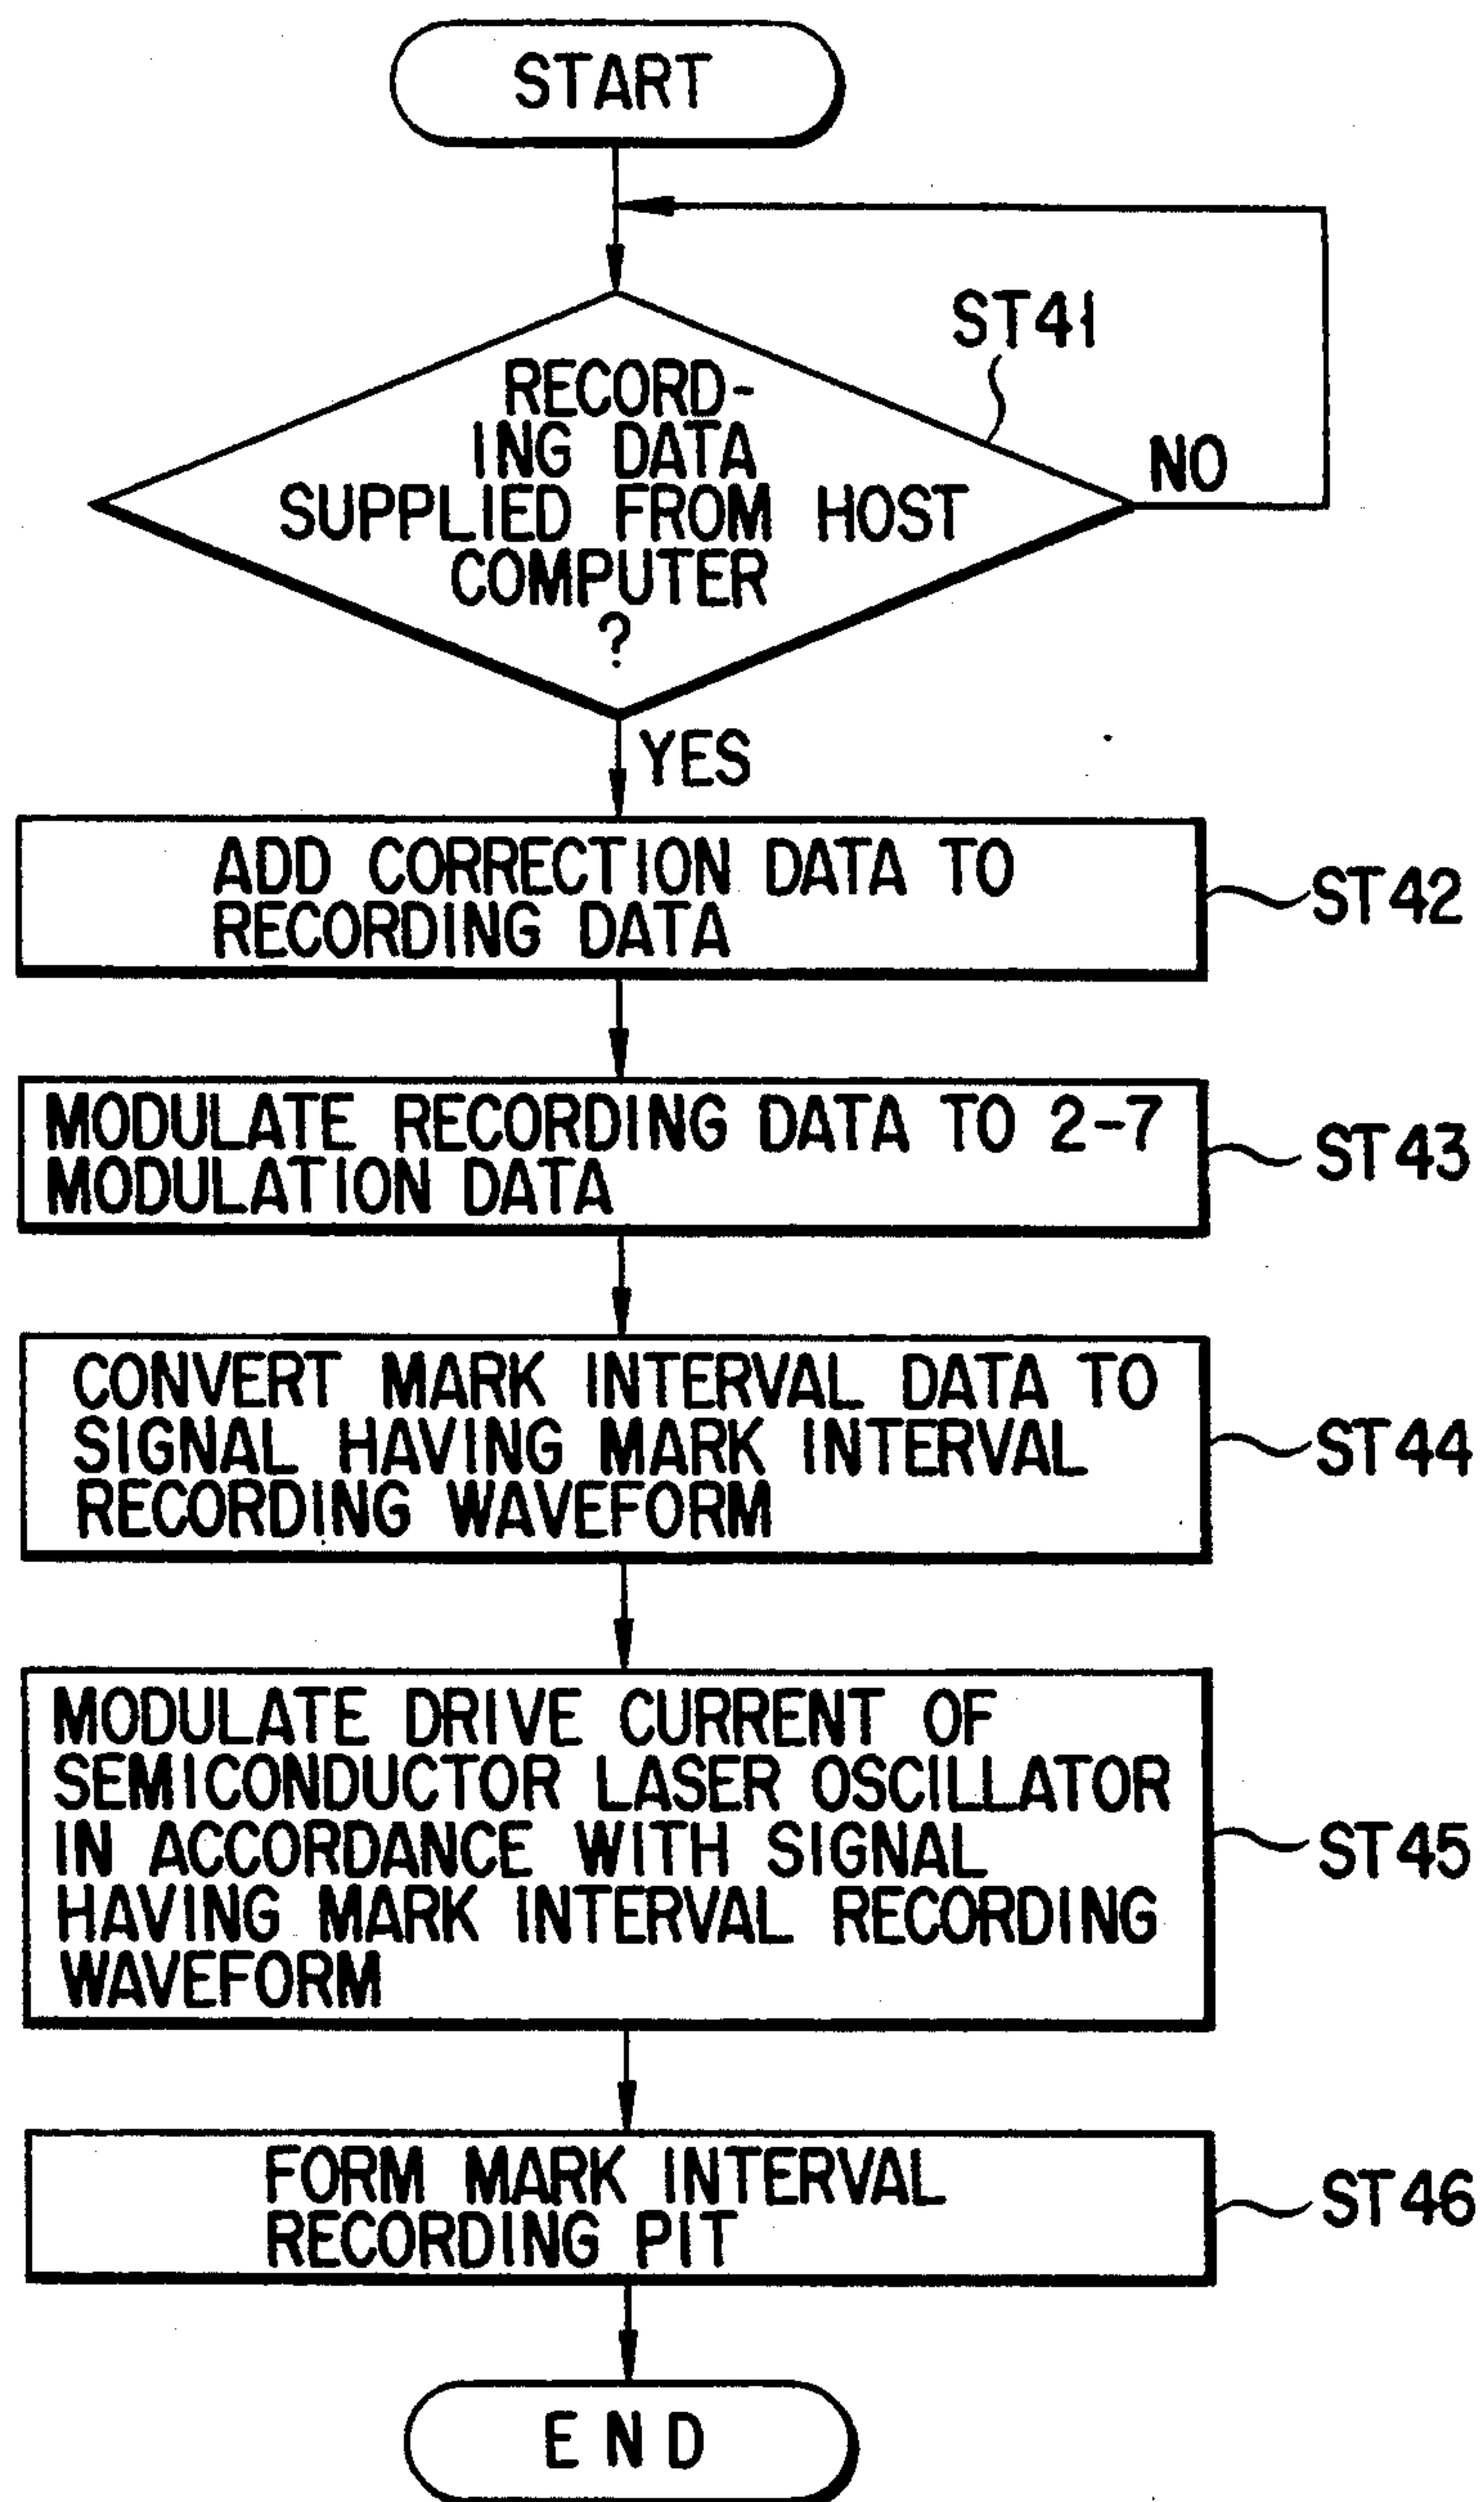 START
ST41
RECORD-
ING DATA
SUPPLIED FROM HOST
COMPUTER
?
NO
YES
ADD CORRECTION DATA TO
RECORDING DATA
ST42
MODULATE RECORDING DATA TO 2-7
MODULATION DATA
ST43
CONVERT MARK INTERVAL DATA TO
SIGNAL HAVING MARK INTERVAL
RECORDING WAVEFORM
ST44
MODULATE DRIVE CURRENT OF
SEMICONDUCTOR LASER OSCILLATOR
IN ACCORDANCE WITH SIGNAL
HAVING MARK INTERVAL RECORDING
WAVEFORM
ST45
FORM MARK INTERVAL
RECORDING PIT
ST46
END